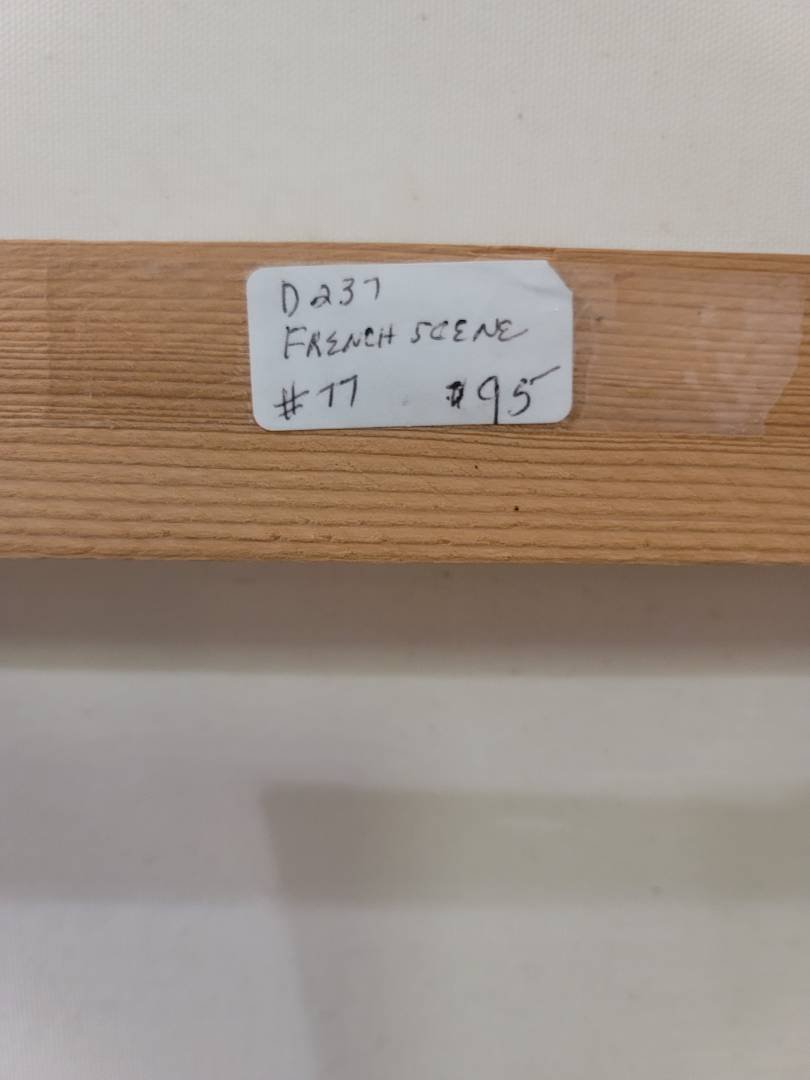 D237
FRENCH SCENE
#77 $95